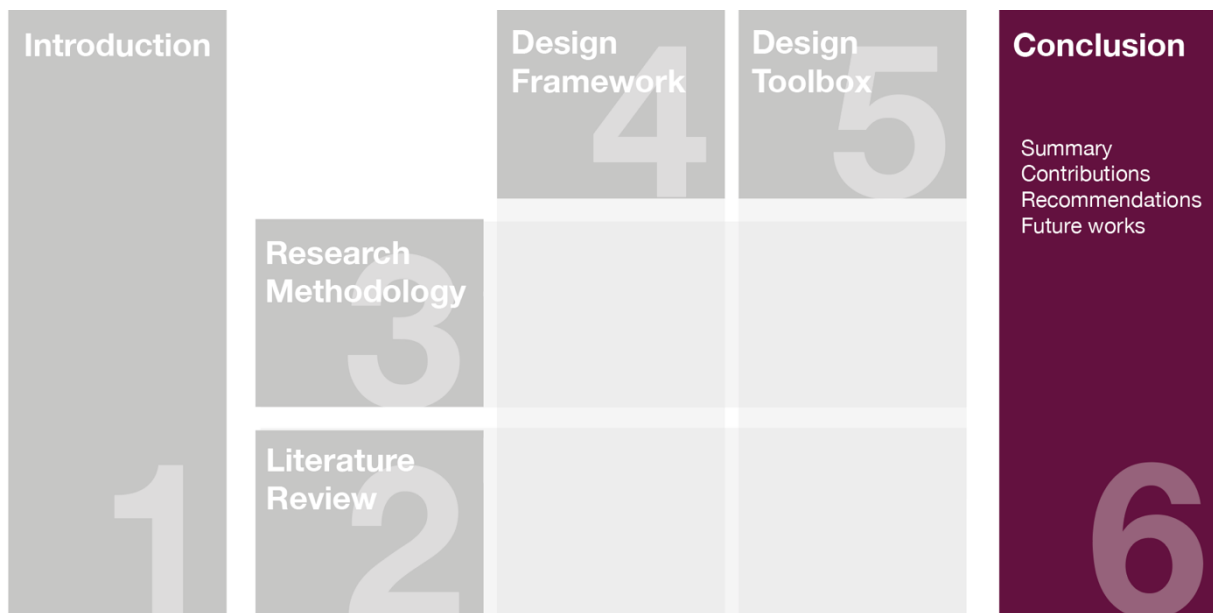 Introduction
1
Literature
Review
2
Research
Methodology
3
Design
Framework
4
Design
Toolbox
5
Conclusion
Summary
Contributions
Recommendations
Future works
6